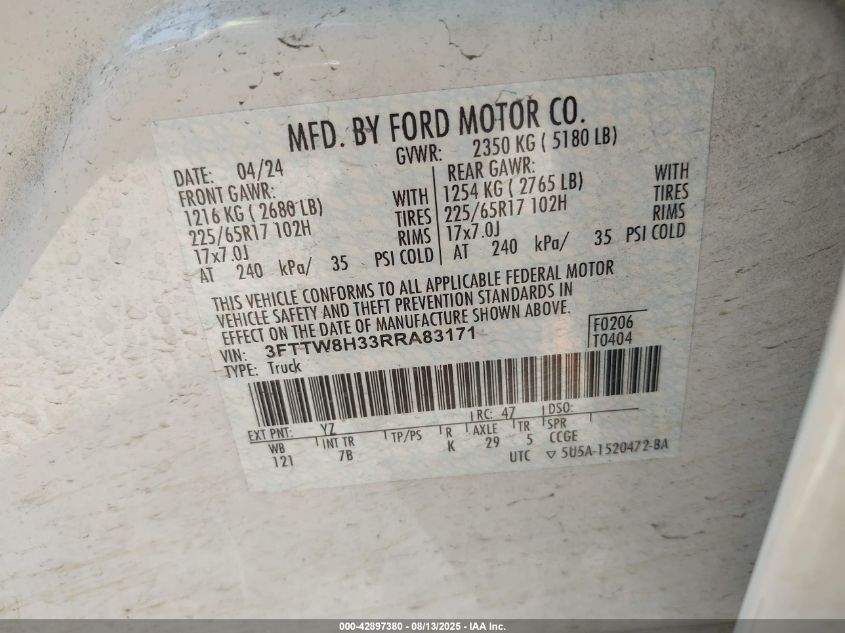 MFD. BY FORD MOTOR CO.
DATE: 04/24 GVWR: 2350 KG ( 5180 LB)
FRONT GAWR: REAR GAWR:
1216 KG ( 2680 LB) WITH 1254 KG ( 2765 LB) WITH
225/65R17 102H TIRES 225/65R17 102H TIRES
17x7.0J RIMS 17x7.0J RIMS
AT 240 kPa/ 35 PSI COLD AT 240 kPa/ 35 PSI COLD
THIS VEHICLE CONFORMS TO ALL APPLICABLE FEDERAL MOTOR
VEHICLE SAFETY AND THEFT PREVENTION STANDARDS IN
EFFECT ON THE DATE OF MANUFACTURE SHOWN ABOVE.
VIN: 3FTTW8H33RRA83171 F0206
TYPE: Truck T0404
EXT PNT: YZ RC: 47 DSO:
WB INT TR TP/PS R AXLE TR SPR
121 7B K 29 5 CCGE
UTC ▽ 5U5A-1520472-BA
000-42897380 - 08/13/2025 - IAA Inc.